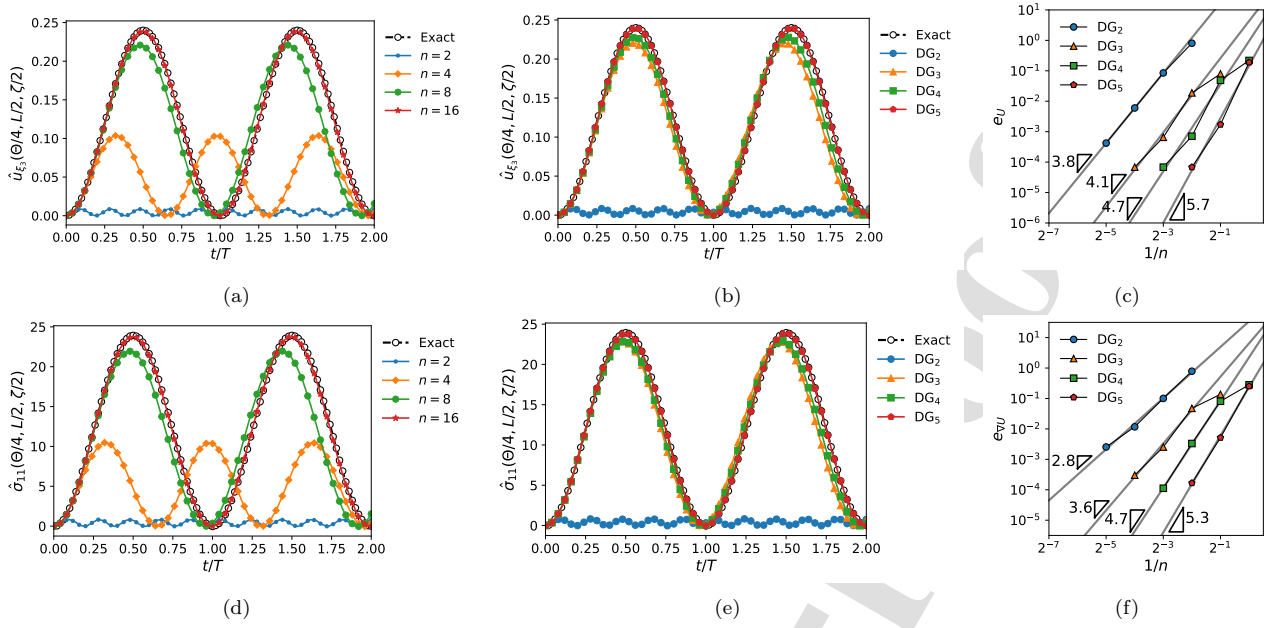 0.25
0.20
0.15
0.10
0.05
0.00
0.00 0.25 0.50 0.75 1.00 1.25 1.50 1.75 2.00
t/T
û_ξ₃(Θ/4, L/2, ζ/2)
Exact
n = 2
n = 4
n = 8
n = 16
(a)
0.25
0.20
0.15
0.10
0.05
0.00
0.00 0.25 0.50 0.75 1.00 1.25 1.50 1.75 2.00
t/T
û_ξ₃(Θ/4, L/2, ζ/2)
Exact
DG₂
DG₃
DG₄
DG₅
(b)
10¹
10⁰
10⁻¹
10⁻²
10⁻³
10⁻⁴
10⁻⁵
10⁻⁶
2⁻⁷ 2⁻⁵ 2⁻³ 2⁻¹
1/n
e_U
DG₂
DG₃
DG₄
DG₅
3.8
4.1
4.7
5.7
(c)
25
20
15
10
5
0
0.00 0.25 0.50 0.75 1.00 1.25 1.50 1.75 2.00
t/T
σ̂₁₁(Θ/4, L/2, ζ/2)
Exact
n = 2
n = 4
n = 8
n = 16
(d)
25
20
15
10
5
0
0.00 0.25 0.50 0.75 1.00 1.25 1.50 1.75 2.00
t/T
σ̂₁₁(Θ/4, L/2, ζ/2)
Exact
DG₂
DG₃
DG₄
DG₅
(e)
10¹
10⁰
10⁻¹
10⁻²
10⁻³
10⁻⁴
10⁻⁵
2⁻⁷ 2⁻⁵ 2⁻³ 2⁻¹
1/n
e_∇U
DG₂
DG₃
DG₄
DG₅
2.8
3.6
4.7
5.3
(f)